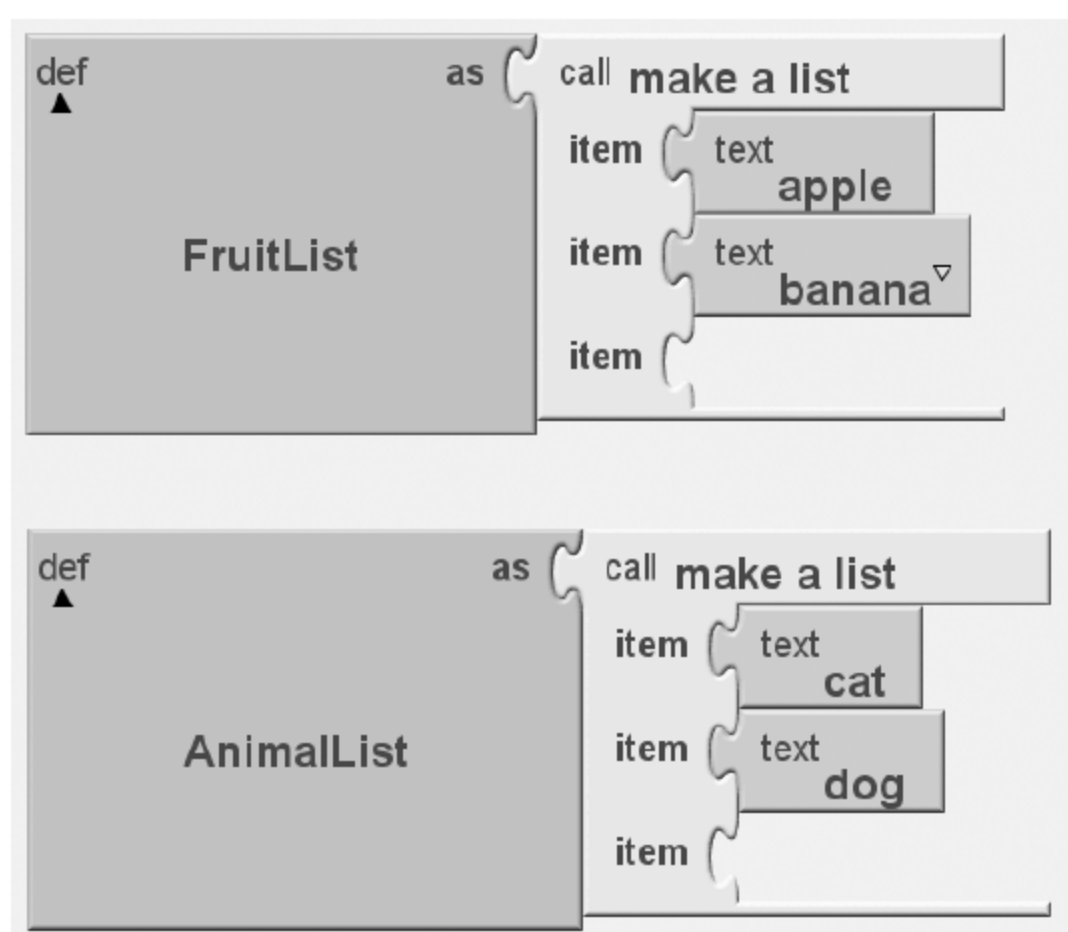 def as call make a list
item text
apple
FruitList
item text
banana
item
def as call make a list
item text
cat
AnimalList
item text
dog
item